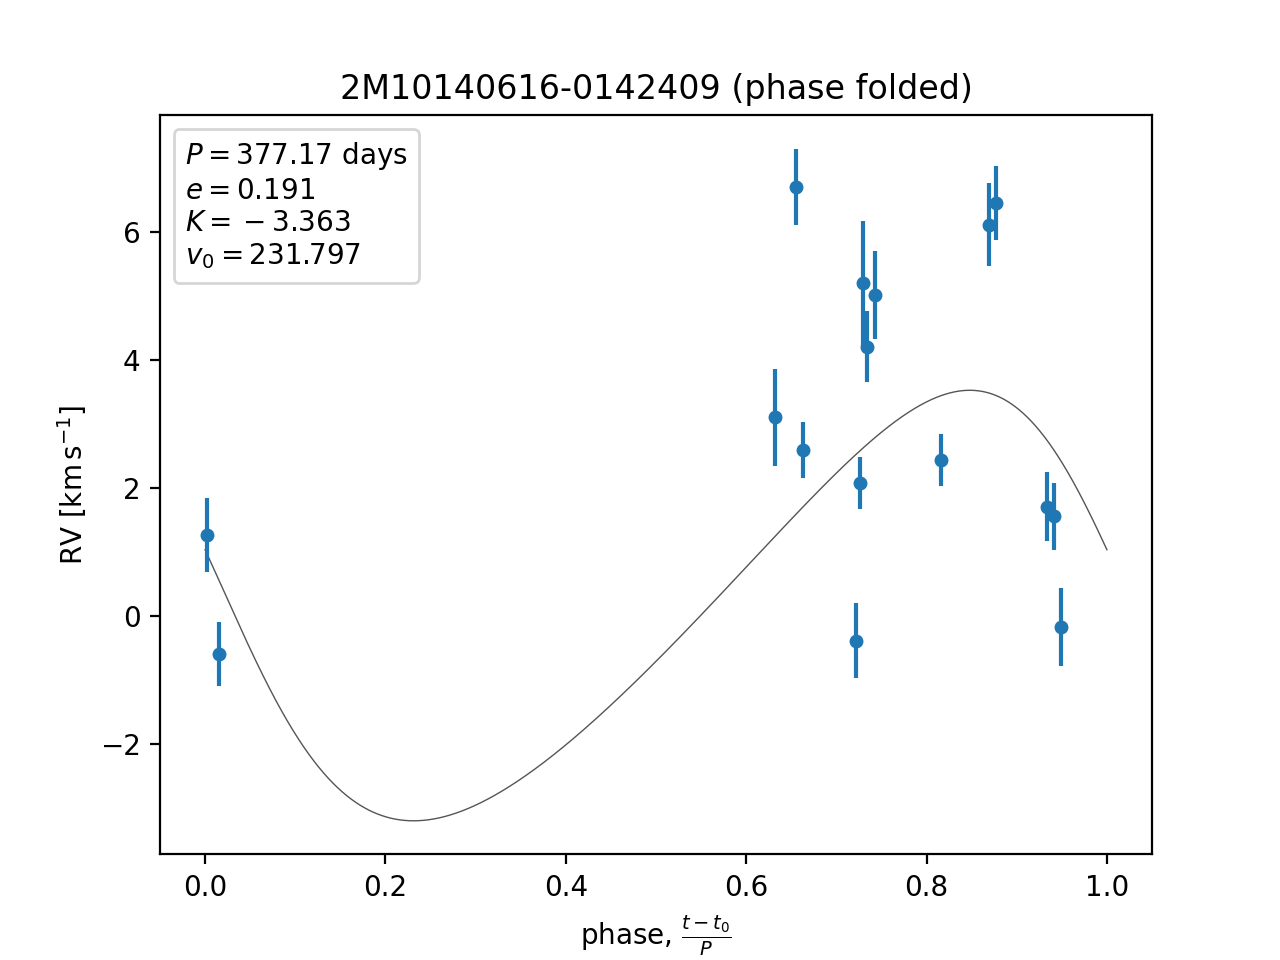 2M10140616-0142409 (phase folded)
P = 377.17 days
e = 0.191
K = −3.363
v₀ = 231.797
RV [km s⁻¹]
6
4
2
0
−2
0.0 0.2 0.4 0.6 0.8 1.0
phase, (t − t₀)/P